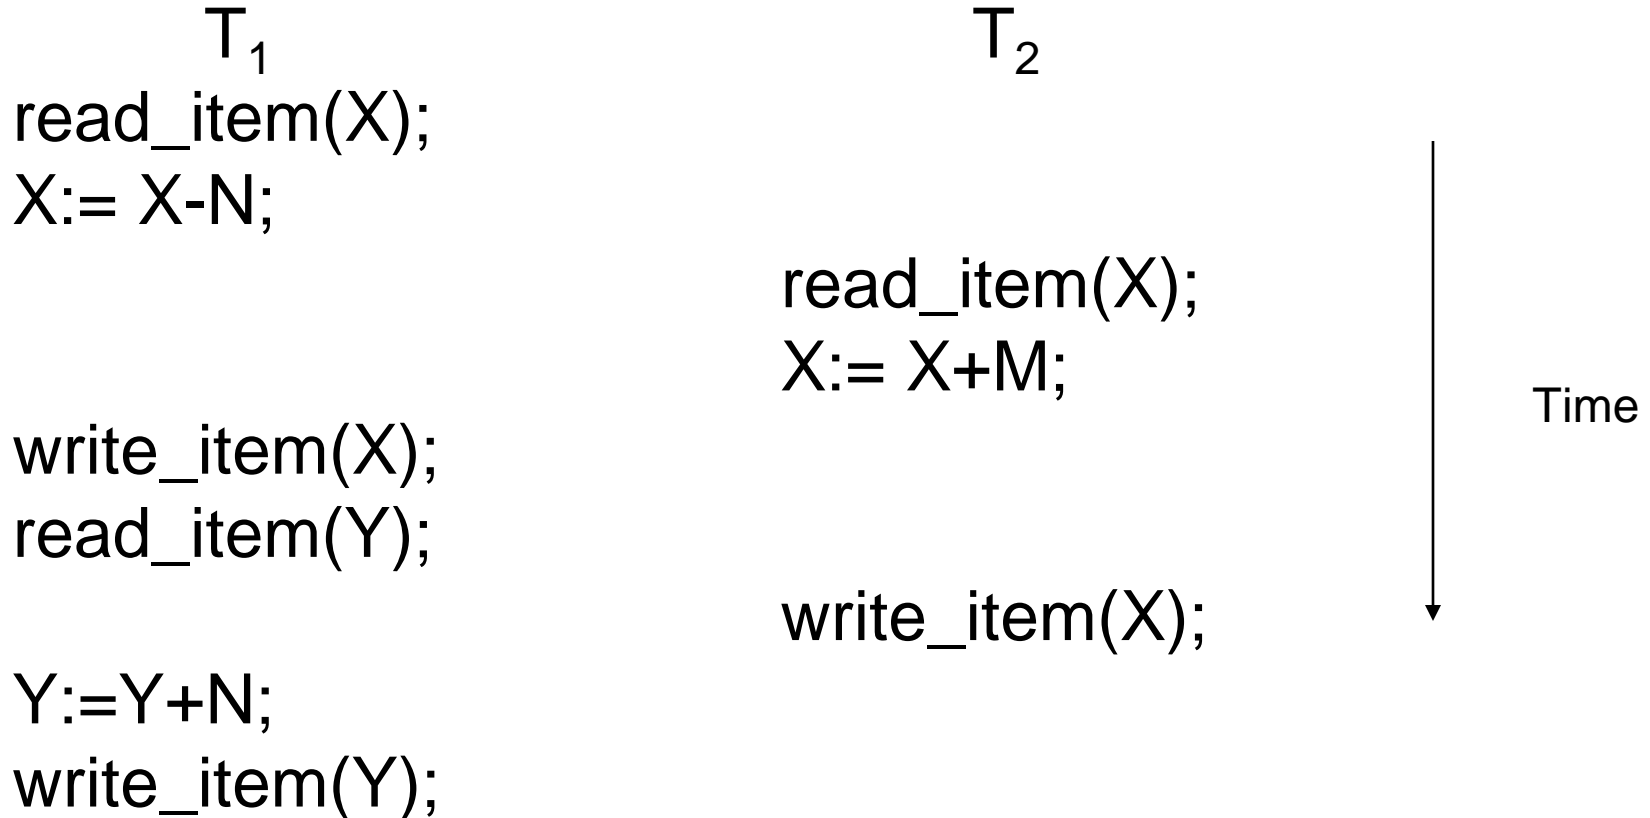 T₁ T₂
read_item(X);
X:= X-N;
read_item(X);
X:= X+M;
Time
write_item(X);
read_item(Y);
write_item(X);
Y:=Y+N;
write_item(Y);